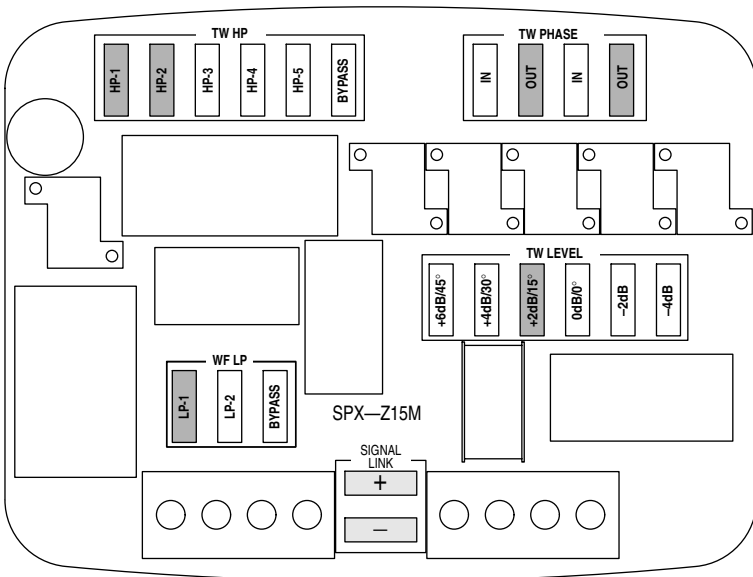 TW HP
HP-1
HP-2
HP-3
HP-4
HP-5
BYPASS
TW PHASE
IN
OUT
IN
OUT
TW LEVEL
+6dB/45°
+4dB/30°
+2dB/15°
0dB/0°
–2dB
–4dB
WF LP
LP-1
LP-2
BYPASS
SPX—Z15M
SIGNAL
LINK
+
–